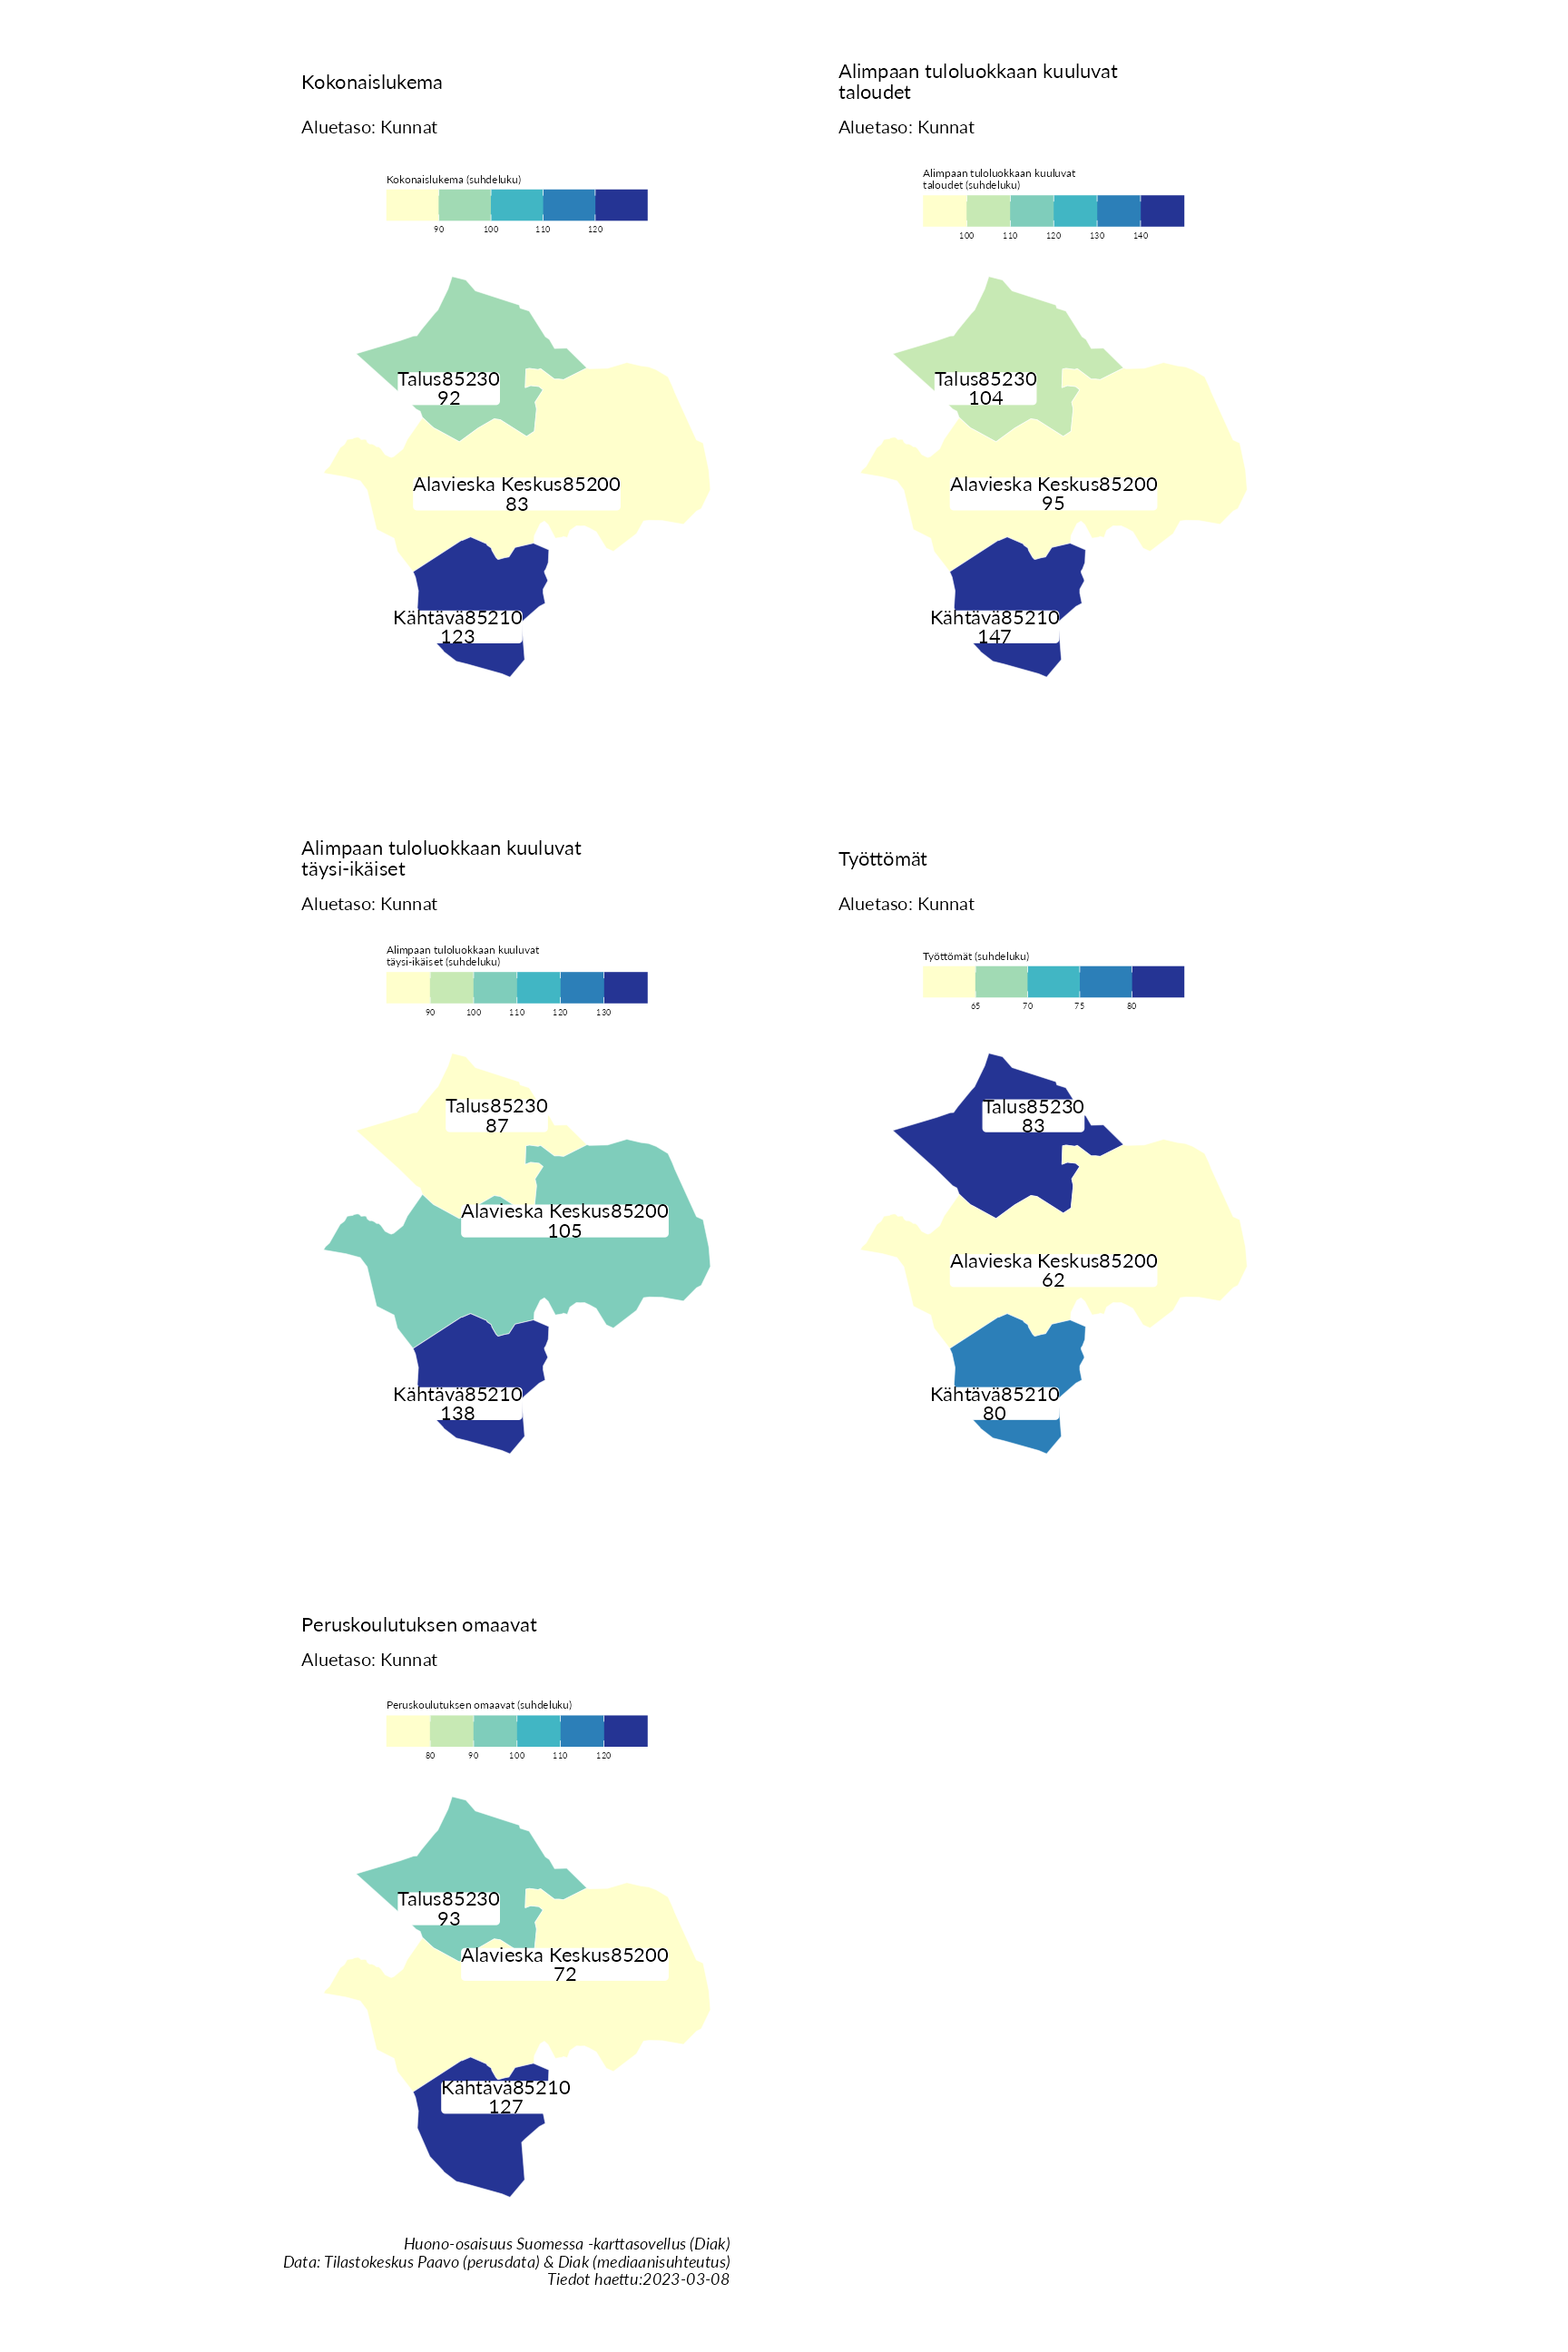 Kokonaislukema
Aluetaso: Kunnat
Kokonaislukema (suhdeluku)
90 100 110 120
Talus85230
92
Alavieska Keskus85200
83
Kähtävä85210
123
Alimpaan tuloluokkaan kuuluvat
taloudet
Aluetaso: Kunnat
Alimpaan tuloluokkaan kuuluvat
taloudet (suhdeluku)
100 110 120 130 140
Talus85230
104
Alavieska Keskus85200
95
Kähtävä85210
147
Alimpaan tuloluokkaan kuuluvat
täysi-ikäiset
Aluetaso: Kunnat
Alimpaan tuloluokkaan kuuluvat
täysi-ikäiset (suhdeluku)
90 100 110 120 130
Talus85230
87
Alavieska Keskus85200
105
Kähtävä85210
138
Työttömät
Aluetaso: Kunnat
Työttömät (suhdeluku)
65 70 75 80
Talus85230
83
Alavieska Keskus85200
62
Kähtävä85210
80
Peruskoulutuksen omaavat
Aluetaso: Kunnat
Peruskoulutuksen omaavat (suhdeluku)
80 90 100 110 120
Talus85230
93
Alavieska Keskus85200
72
Kähtävä85210
127
Huono-osaisuus Suomessa -karttasovellus (Diak)
Data: Tilastokeskus Paavo (perusdata) & Diak (mediaanisuhteutus)
Tiedot haettu:2023-03-08